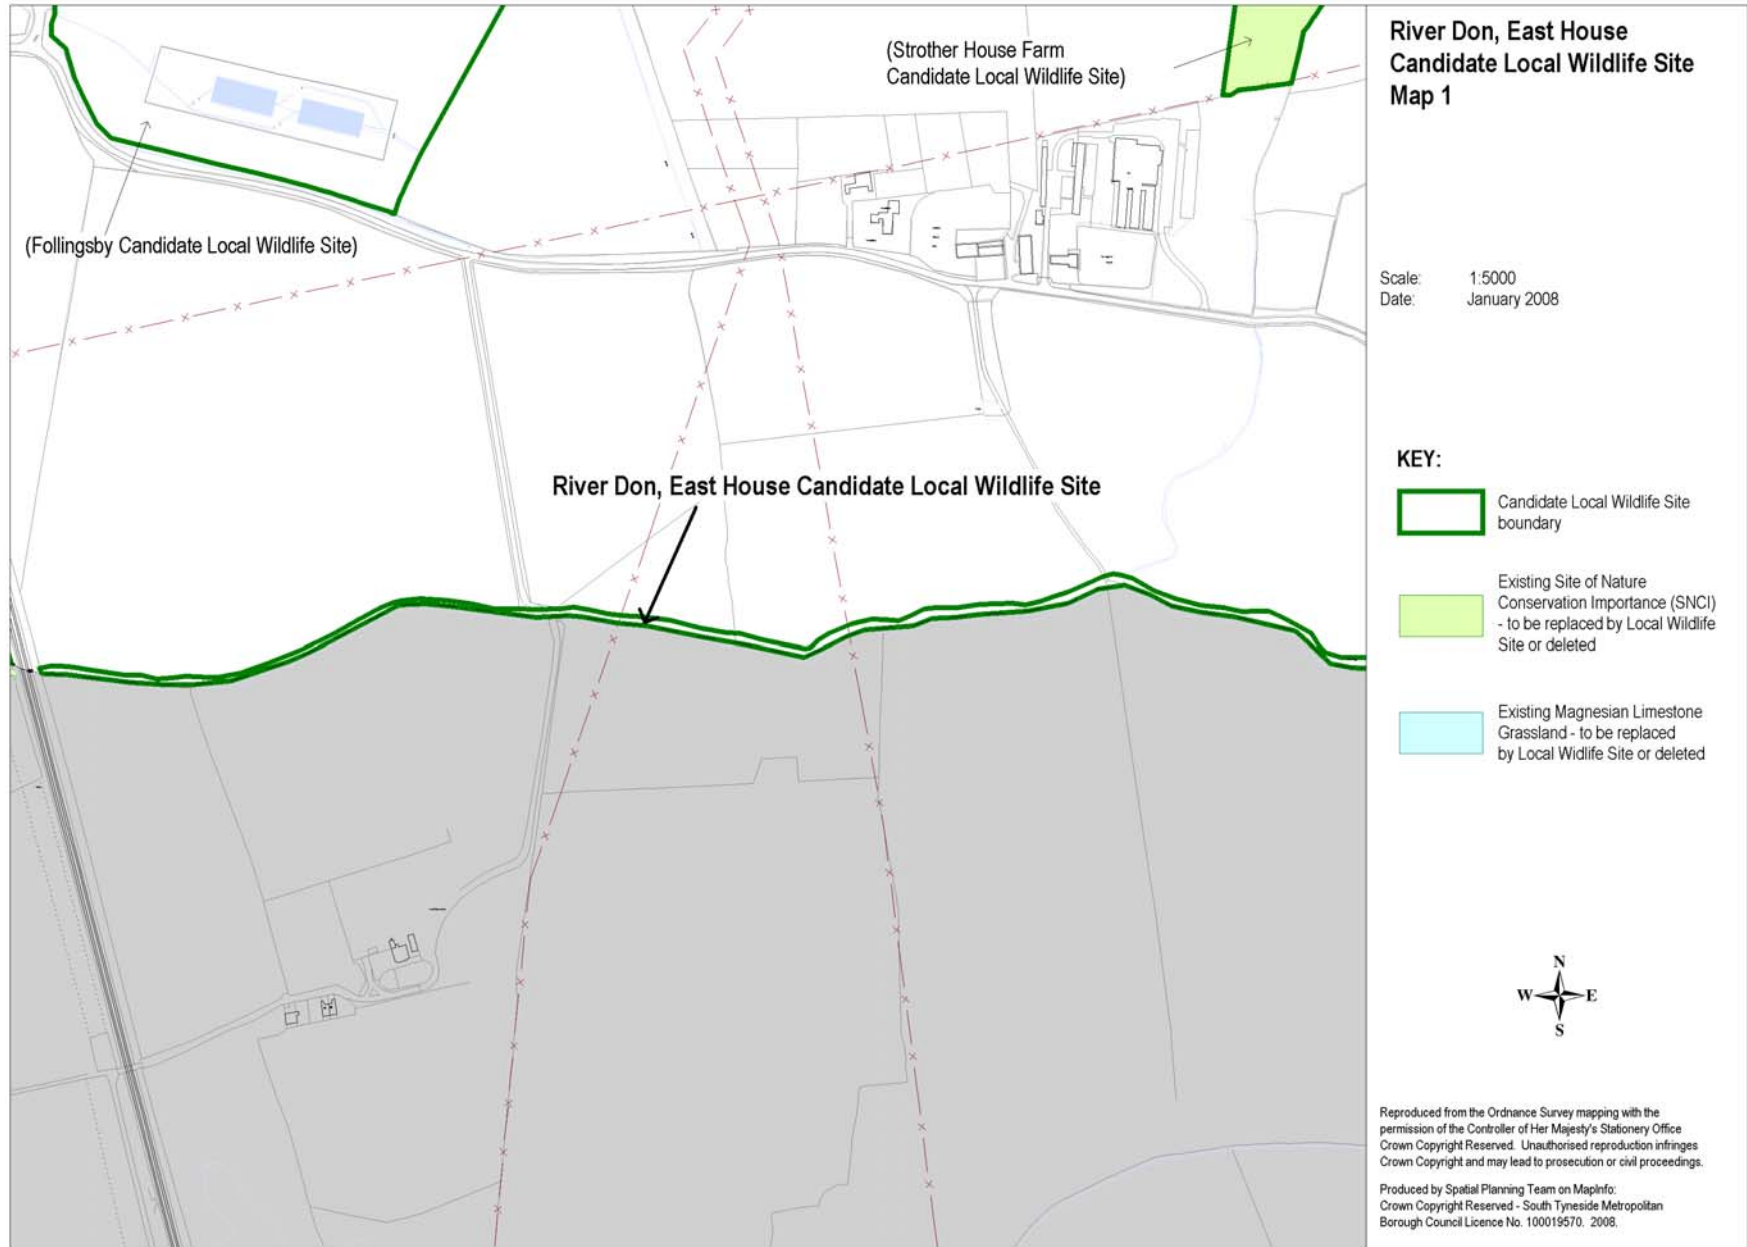 River Don, East House
Candidate Local Wildlife Site
Map 1
(Strother House Farm
Candidate Local Wildlife Site)
(Follingsby Candidate Local Wildlife Site)
Scale: 1:5000
Date: January 2008
River Don, East House Candidate Local Wildlife Site
KEY:
Candidate Local Wildlife Site
boundary
Existing Site of Nature
Conservation Importance (SNCI)
- to be replaced by Local Wildlife
Site or deleted
Existing Magnesian Limestone
Grassland - to be replaced
by Local Widlife Site or deleted
N
W E
S
Reproduced from the Ordnance Survey mapping with the
permission of the Controller of Her Majesty's Stationery Office
Crown Copyright Reserved. Unauthorised reproduction infringes
Crown Copyright and may lead to prosecution or civil proceedings.
Produced by Spatial Planning Team on MapInfo:
Crown Copyright Reserved - South Tyneside Metropolitan
Borough Council Licence No. 100019570. 2008.